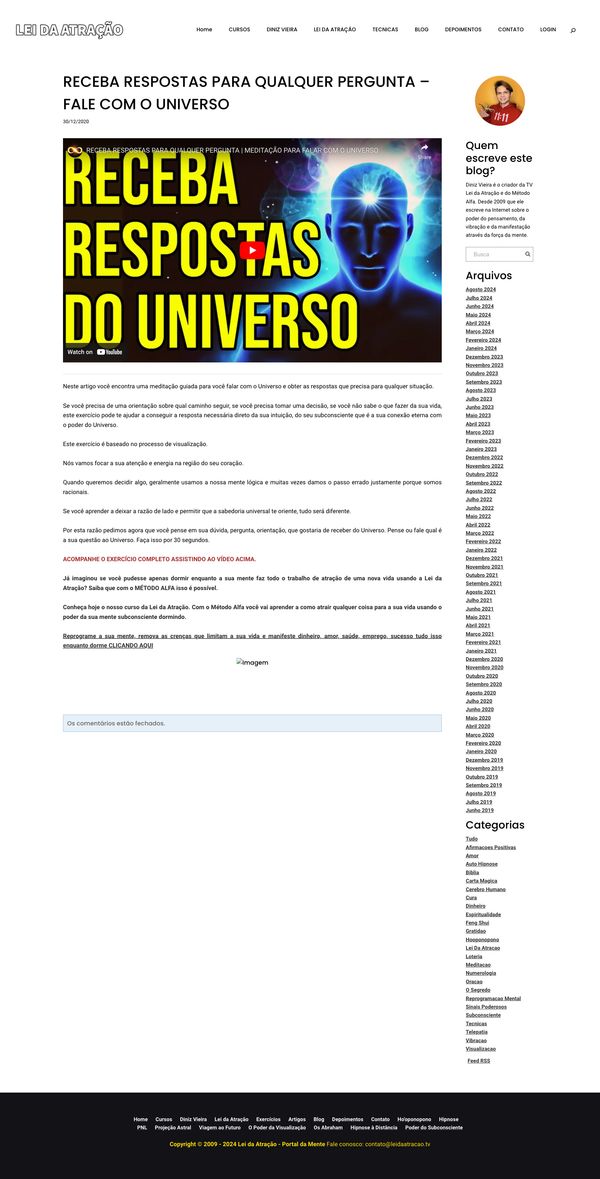 LEI DA ATRAÇÃO
Home CURSOS DINIZ VIEIRA LEI DA ATRAÇÃO TECNICAS BLOG DEPOIMENTOS CONTATO LOGIN
RECEBA RESPOSTAS PARA QUALQUER PERGUNTA –
FALE COM O UNIVERSO
30/12/2020
RECEBA RESPOSTAS PARA QUALQUER PERGUNTA | MEDITAÇÃO PARA FALAR COM O UNIVERSO
Share
RECEBA
RESPOSTAS
DO UNIVERSO
Watch on YouTube
Neste artigo você encontra uma meditação guiada para você falar com o Universo e obter as respostas que precisa para qualquer situação.
Se você precisa de uma orientação sobre qual caminho seguir, se você precisa tomar uma decisão, se você não sabe o que fazer da sua vida,
este exercício pode te ajudar a conseguir a resposta necessária direto da sua intuição, do seu subconsciente que é a sua conexão eterna com
o poder do Universo.
Este exercício é baseado no processo de visualização.
Nós vamos focar a sua atenção e energia na região do seu coração.
Quando queremos decidir algo, geralmente usamos a nossa mente lógica e muitas vezes damos o passo errado justamente porque somos
racionais.
Se você aprender a deixar a razão de lado e permitir que a sabedoria universal te oriente, tudo será diferente.
Por esta razão pedimos agora que você pense em sua dúvida, pergunta, orientação, que gostaria de receber do Universo. Pense ou fale qual é
a sua questão ao Universo. Faça isso por 30 segundos.
ACOMPANHE O EXERCÍCIO COMPLETO ASSISTINDO AO VÍDEO ACIMA.
Já imaginou se você pudesse apenas dormir enquanto a sua mente faz todo o trabalho de atração de uma nova vida usando a Lei da
Atração? Saiba que com o MÉTODO ALFA isso é possível.
Conheça hoje o nosso curso da Lei da Atração. Com o Método Alfa você vai aprender a como atrair qualquer coisa para a sua vida usando o
poder da sua mente subconsciente dormindo.
Reprograme a sua mente, remova as crenças que limitam a sua vida e manifeste dinheiro, amor, saúde, emprego, sucesso tudo isso
enquanto dorme CLICANDO AQUI
imagem
Os comentários estão fechados.
11:11
Quem
escreve este
blog?
Diniz Vieira é o criador da TV
Lei da Atração e do Método
Alfa. Desde 2009 que ele
escreve na Internet sobre o
poder do pensamento, da
vibração e da manifestação
através da força da mente.
Busca
Arquivos
Agosto 2024
Julho 2024
Junho 2024
Maio 2024
Abril 2024
Março 2024
Fevereiro 2024
Janeiro 2024
Dezembro 2023
Novembro 2023
Outubro 2023
Setembro 2023
Agosto 2023
Julho 2023
Junho 2023
Maio 2023
Abril 2023
Março 2023
Fevereiro 2023
Janeiro 2023
Dezembro 2022
Novembro 2022
Outubro 2022
Setembro 2022
Agosto 2022
Julho 2022
Junho 2022
Maio 2022
Abril 2022
Março 2022
Fevereiro 2022
Janeiro 2022
Dezembro 2021
Novembro 2021
Outubro 2021
Setembro 2021
Agosto 2021
Julho 2021
Junho 2021
Maio 2021
Abril 2021
Março 2021
Fevereiro 2021
Janeiro 2021
Dezembro 2020
Novembro 2020
Outubro 2020
Setembro 2020
Agosto 2020
Julho 2020
Junho 2020
Maio 2020
Abril 2020
Março 2020
Fevereiro 2020
Janeiro 2020
Dezembro 2019
Novembro 2019
Outubro 2019
Setembro 2019
Agosto 2019
Julho 2019
Junho 2019
Categorias
Tudo
Afirmacoes Positivas
Amor
Auto Hipnose
Biblia
Carta Magica
Cerebro Humano
Cura
Dinheiro
Espiritualidade
Feng Shui
Gratidao
Hooponopono
Lei Da Atracao
Loteria
Meditacao
Numerologia
Oracao
O Segredo
Reprogramacao Mental
Sinais Poderosos
Subconsciente
Tecnicas
Telepatia
Vibracao
Visualizacao
Feed RSS
Home Cursos Diniz Vieira Lei da Atração Exercícios Artigos Blog Depoimentos Contato Ho'oponopono Hipnose
PNL Projeção Astral Viagem ao Futuro O Poder da Visualização Os Abraham Hipnose à Distância Poder do Subconsciente
Copyright © 2009 - 2024 Lei da Atração - Portal da Mente Fale conosco: contato@leidaatracao.tv